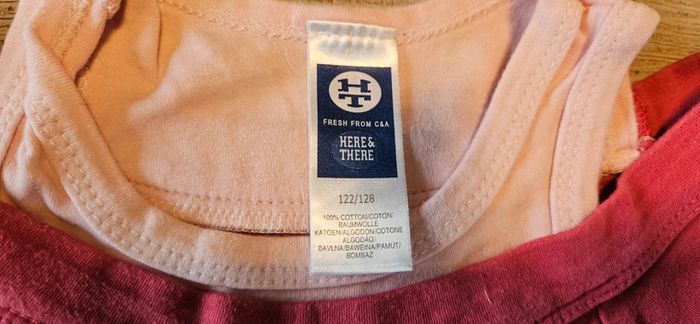 HT
FRESH FROM C&A
HERE&
THERE
122/128
100% COTTON/COTON/
BAUMWOLLE
KATOEN/ALGODON/COTONE
ALGODÃO
BAVLNA/BAWEŁNA/PAMUT/
BOMBAZ